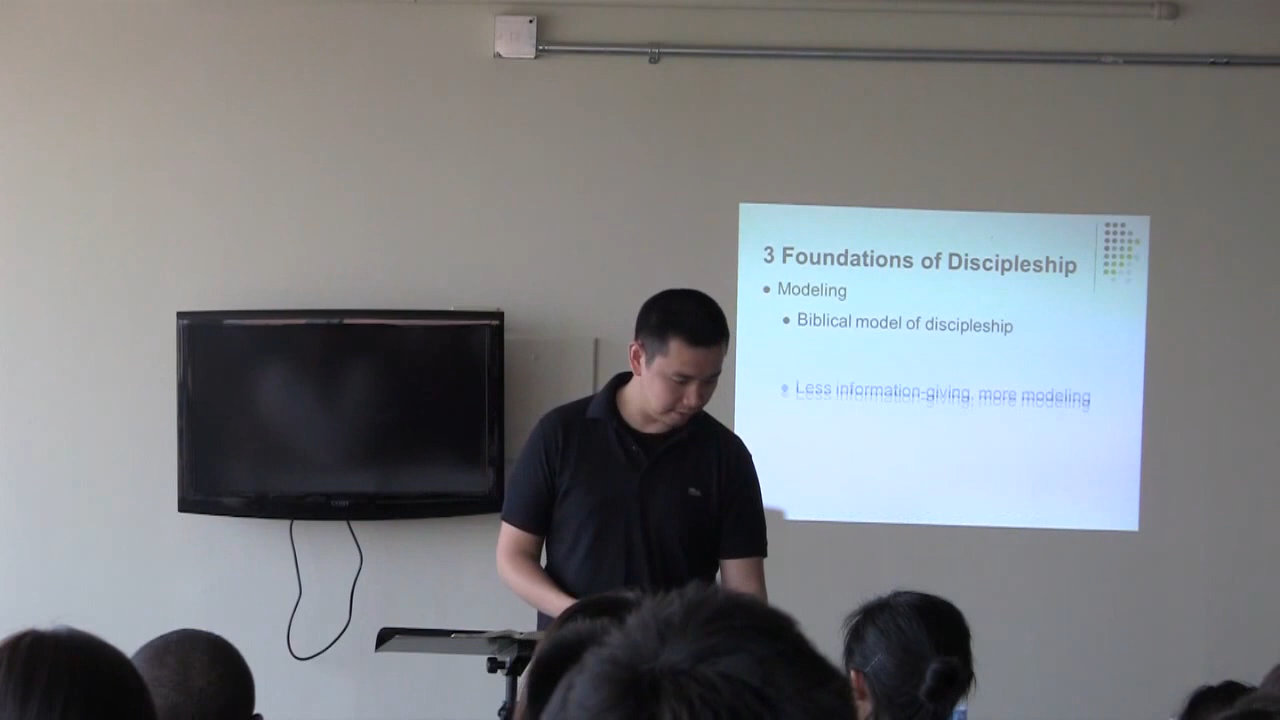 3 Foundations of Discipleship
Modeling
Biblical model of discipleship
Less information-giving, more modeling